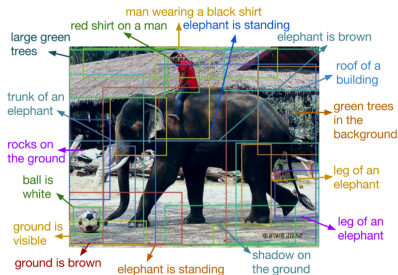 man wearing a black shirt
red shirt on a man
elephant is standing
large green
trees
elephant is brown
roof of a
building
trunk of an
elephant
green trees
in the
background
rocks on
the ground
leg of an
elephant
ball is
white
leg of an
elephant
ground is
visible
shadow on
the ground
ground is brown
elephant is standing